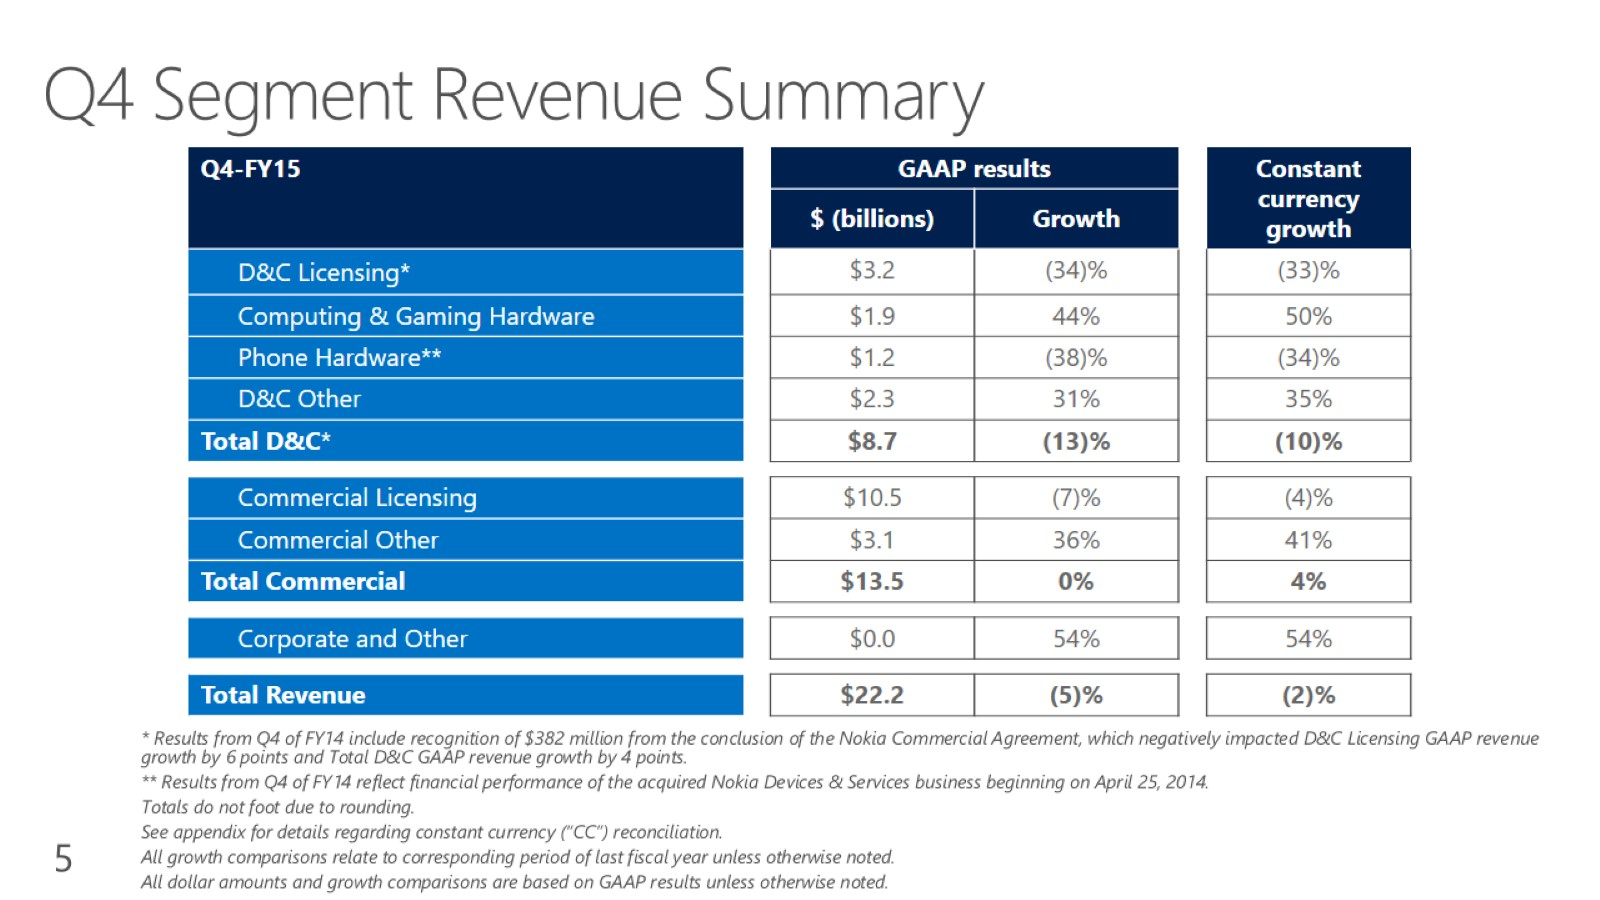 Q4 Segment Revenue Summary
Q4-FY15 GAAP results Constant currency growth
$ (billions) Growth
D&C Licensing* $3.2 (34)% (33)%
Computing & Gaming Hardware $1.9 44% 50%
Phone Hardware** $1.2 (38)% (34)%
D&C Other $2.3 31% 35%
Total D&C* $8.7 (13)% (10)%
Commercial Licensing $10.5 (7)% (4)%
Commercial Other $3.1 36% 41%
Total Commercial $13.5 0% 4%
Corporate and Other $0.0 54% 54%
Total Revenue $22.2 (5)% (2)%
* Results from Q4 of FY14 include recognition of $382 million from the conclusion of the Nokia Commercial Agreement, which negatively impacted D&C Licensing GAAP revenue
growth by 6 points and Total D&C GAAP revenue growth by 4 points.
** Results from Q4 of FY14 reflect financial performance of the acquired Nokia Devices & Services business beginning on April 25, 2014.
Totals do not foot due to rounding.
See appendix for details regarding constant currency ("CC") reconciliation.
All growth comparisons relate to corresponding period of last fiscal year unless otherwise noted.
All dollar amounts and growth comparisons are based on GAAP results unless otherwise noted.
5